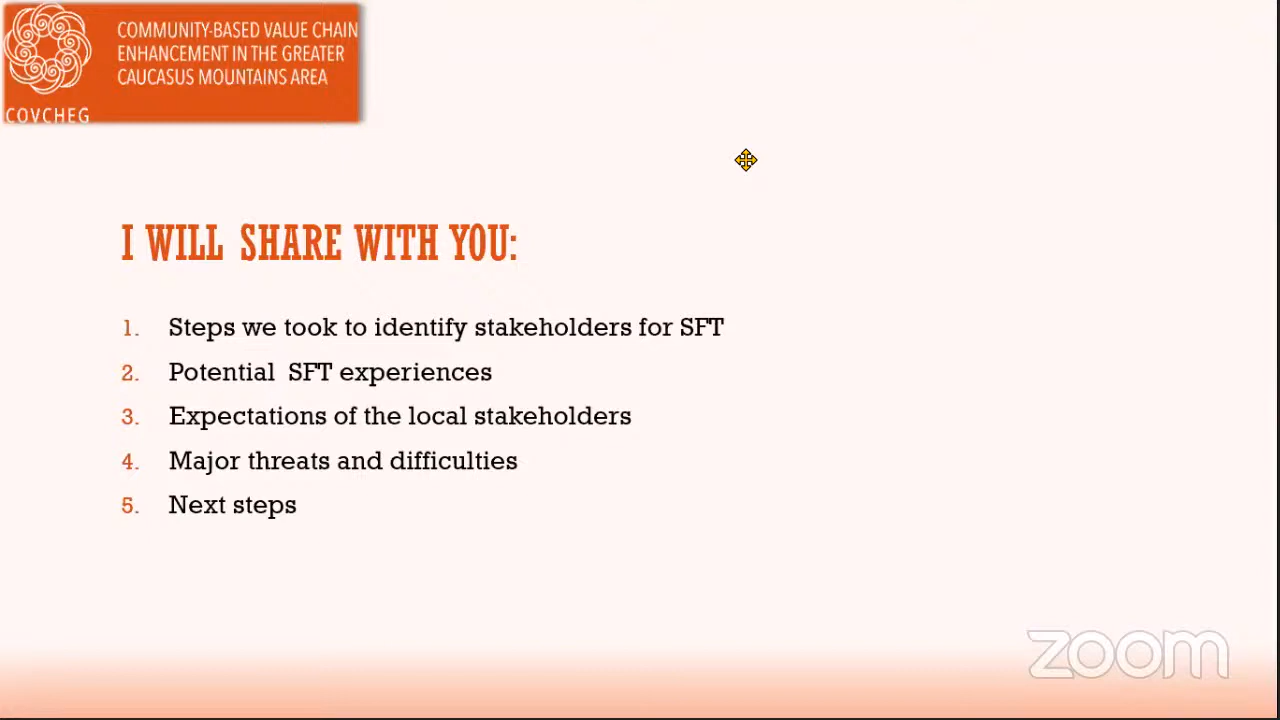 COMMUNITY-BASED VALUE CHAIN
ENHANCEMENT IN THE GREATER
CAUCASUS MOUNTAINS AREA
COVCHEG
I WILL SHARE WITH YOU:
1. Steps we took to identify stakeholders for SFT
2. Potential SFT experiences
3. Expectations of the local stakeholders
4. Major threats and difficulties
5. Next steps
zoom